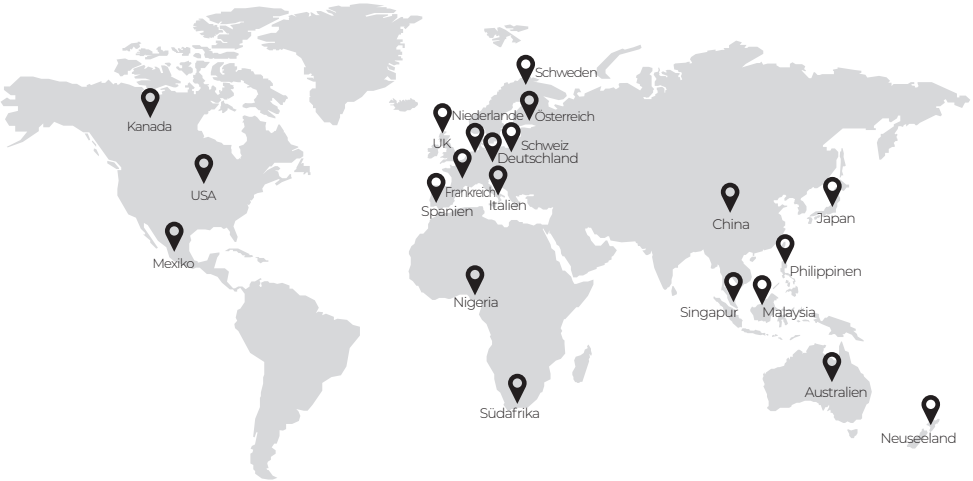 Schweden
Kanada
Niederlande
Österreich
UK
Schweiz
Deutschland
USA
Frankreich
Italien
Spanien
China
Japan
Mexiko
Philippinen
Nigeria
Singapur
Malaysia
Australien
Südafrika
Neuseeland